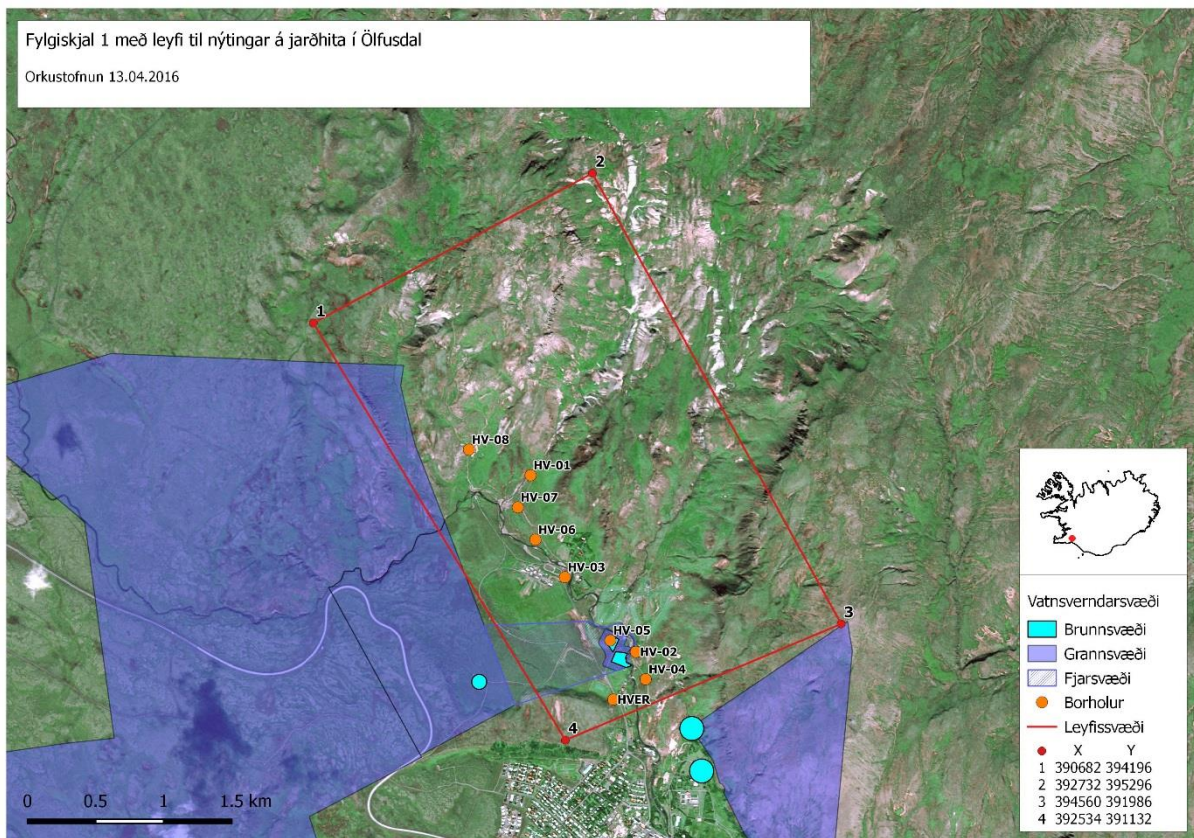 Fylgiskjal 1 með leyfi til nýtingar á jarðhita í Ölfusdal
Orkustofnun 13.04.2016
2
1
HV-08
HV-01
HV-07
HV-06
HV-03
3
HV-05
HV-02
HV-04
HVER
4
0 0.5 1 1.5 km
Vatnsverndarsvæði
Brunnsvæði
Grannsvæði
Fjarsvæði
Borholur
Leyfissvæði
X Y
1 390682 394196
2 392732 395296
3 394560 391986
4 392534 391132